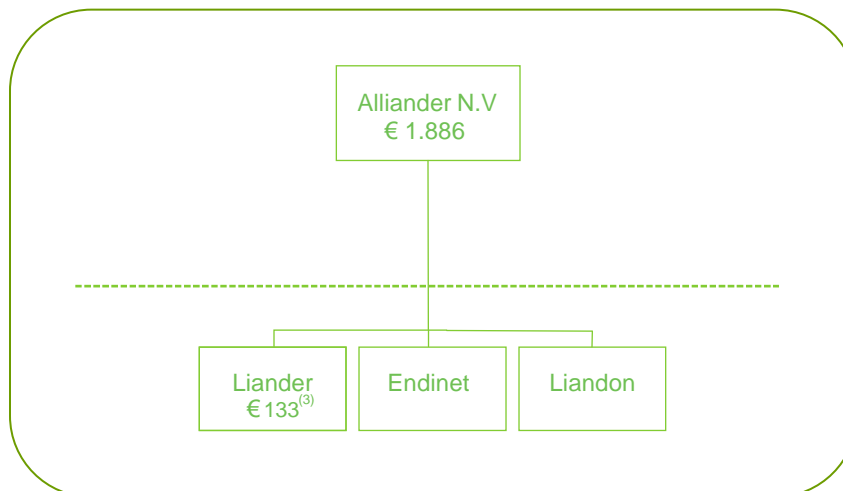 Alliander N.V
€ 1.886
Liander
€ 133(3)
Endinet
Liandon